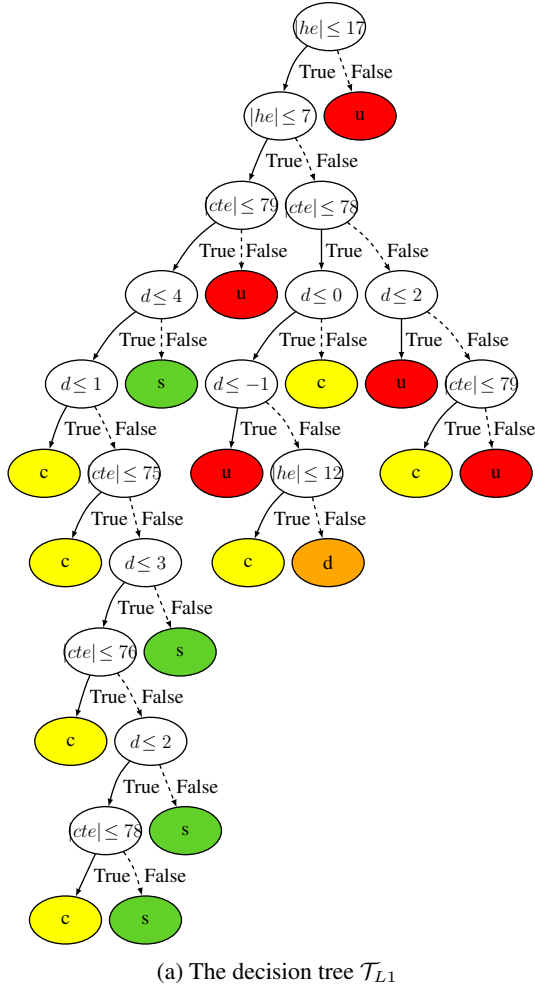 |he| ≤ 17
True False
|he| ≤ 7
u
True False
|cte| ≤ 79
|cte| ≤ 78
True False
True False
d ≤ 4
u
d ≤ 0
d ≤ 2
True False
True False
True False
d ≤ 1
s
d ≤ −1
c
u
|cte| ≤ 79
True False
True False
True False
c
|cte| ≤ 75
u
|he| ≤ 12
c
u
True False
True False
c
d ≤ 3
c
d
True False
|cte| ≤ 76
s
True False
c
d ≤ 2
True False
|cte| ≤ 78
s
True False
c
s
(a) The decision tree 𝒯L1